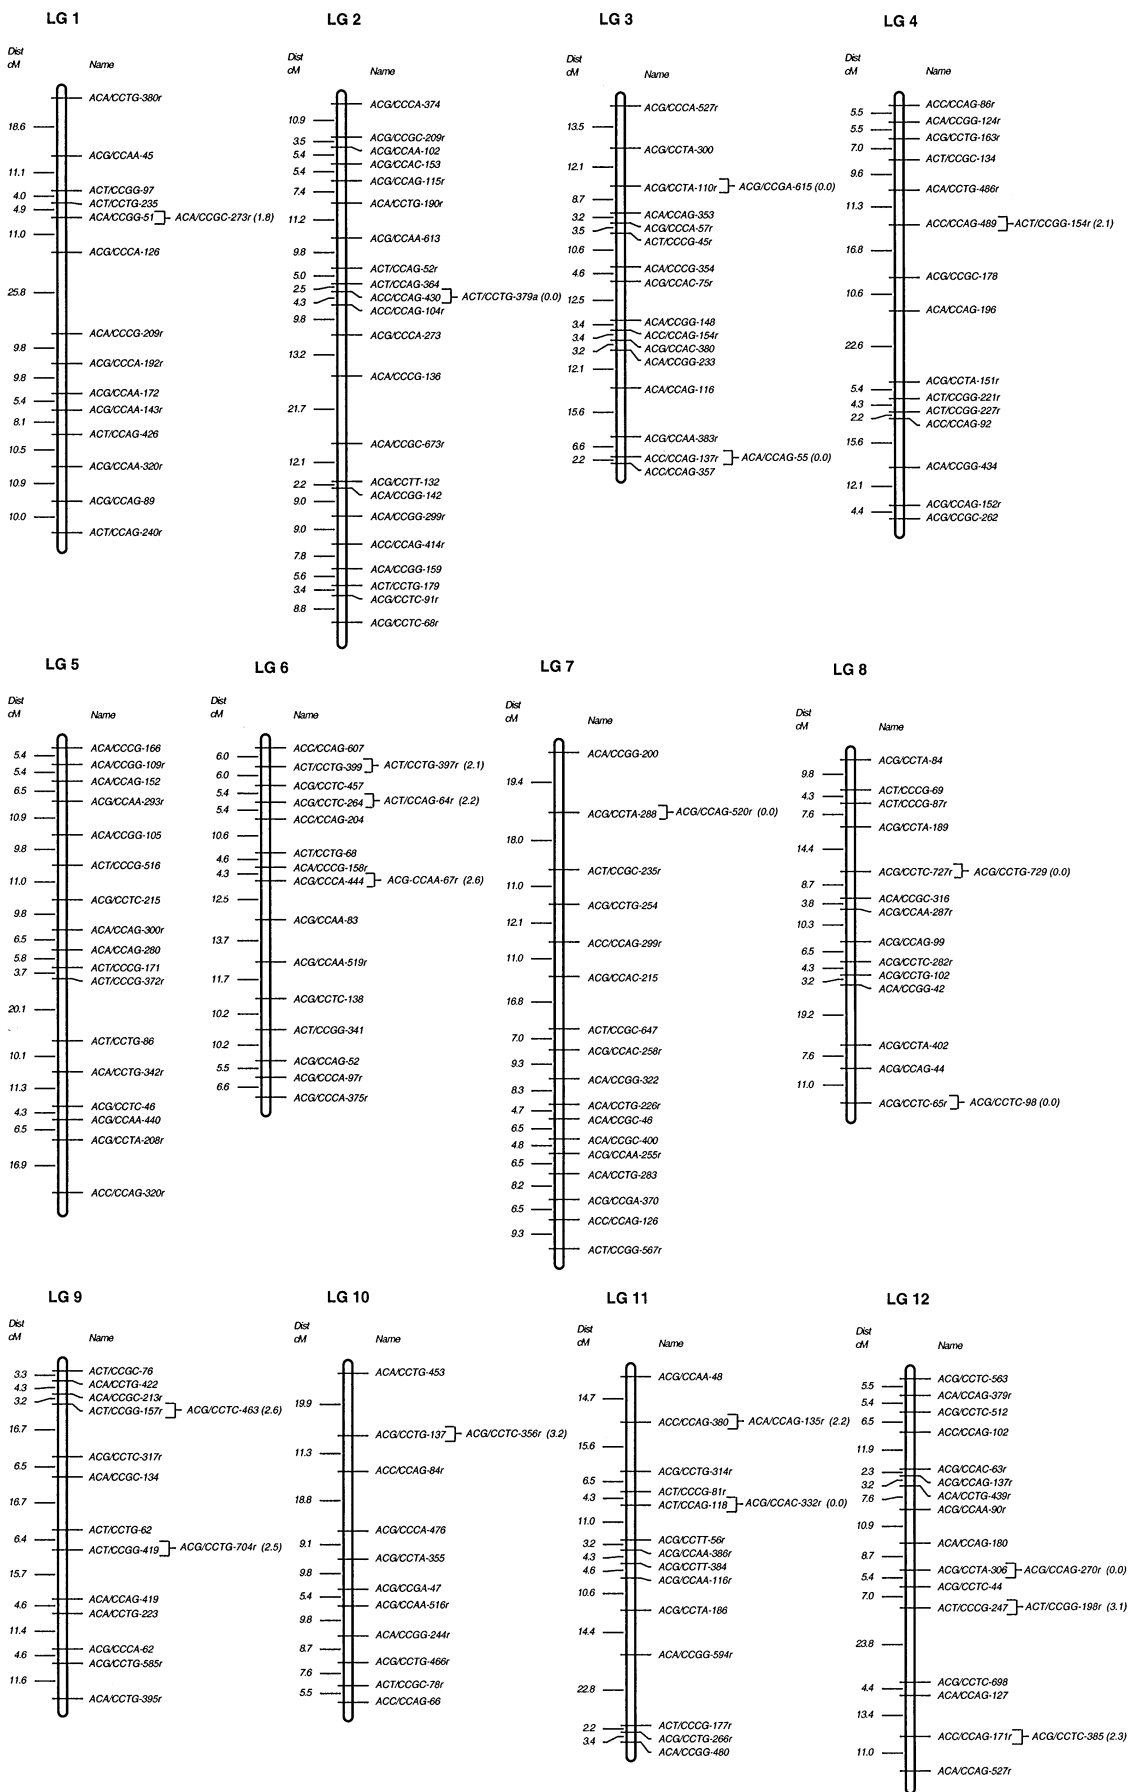 LG 1
Dist
cM Name
ACA/CCTG-380r
18.6
ACG/CCAA-45
11.1
ACT/CCGG-97
4.0
ACT/CCTG-235
4.9
ACA/CCGG-51 ACA/CCGC-273r (1.8)
11.0
ACG/CCCA-126
25.8
ACA/CCCG-209r
9.8
ACG/CCCA-192r
9.8
ACG/CCAA-172
5.4
ACG/CCAA-143r
8.1
ACT/CCAG-426
10.5
ACG/CCAA-320r
10.9
ACG/CCAG-89
10.0
ACT/CCAG-240r
LG 2
Dist
cM Name
ACG/CCCA-374
10.9
ACG/CCGC-209r
3.5
ACG/CCAA-102
5.4
ACG/CCAC-153
5.4
ACG/CCAG-115r
7.4
ACA/CCTG-190r
11.2
ACG/CCAA-613
9.8
ACT/CCAG-52r
5.0
ACT/CCAG-364
2.5
ACC/CCAG-430 ACT/CCTG-379a (0.0)
4.3
ACC/CCAG-104r
9.8
ACG/CCCA-273
13.2
ACA/CCCG-136
21.7
ACA/CCGC-673r
12.1
ACG/CCTT-132
2.2
ACA/CCGG-142
9.0
ACA/CCGG-299r
9.0
ACC/CCAG-414r
7.8
ACA/CCGG-159
5.6
ACT/CCTG-179
3.4
ACG/CCTC-91r
8.8
ACG/CCTC-68r
LG 3
Dist
cM Name
ACG/CCCA-527r
13.5
ACG/CCTA-300
12.1
ACG/CCTA-110r ACG/CCGA-615 (0.0)
8.7
ACA/CCAG-353
3.2
ACG/CCCA-57r
3.5
ACT/CCCG-45r
10.6
ACA/CCCG-354
4.6
ACG/CCAC-75r
12.5
ACA/CCGG-148
3.4
ACC/CCAG-154r
3.4
ACG/CCAC-380
3.2
ACA/CCGG-233
12.1
ACA/CCAG-116
15.6
ACG/CCAA-383r
6.6
ACC/CCAG-137r ACA/CCAG-55 (0.0)
2.2
ACC/CCAG-357
LG 4
Dist
cM Name
ACC/CCAG-86r
5.5
ACA/CCGG-124r
5.5
ACG/CCTG-163r
7.0
ACT/CCGC-134
9.6
ACA/CCTG-486r
11.3
ACC/CCAG-489 ACT/CCGG-154r (2.1)
16.8
ACG/CCGC-178
10.6
ACA/CCAG-196
22.6
ACG/CCTA-151r
5.4
ACT/CCGG-221r
4.3
ACT/CCGG-227r
2.2
ACC/CCAG-92
15.6
ACA/CCGG-434
12.1
ACG/CCAG-152r
4.4
ACG/CCGC-262
LG 5
Dist
cM Name
ACA/CCCG-166
5.4
ACA/CCGG-109r
5.4
ACA/CCAG-152
6.5
ACG/CCAA-293r
10.9
ACA/CCGG-105
9.8
ACT/CCCG-516
11.0
ACG/CCTC-215
9.8
ACA/CCAG-300r
6.5
ACA/CCAG-280
5.8
ACT/CCCG-171
3.7
ACT/CCCG-372r
20.1
ACT/CCTG-86
10.1
ACA/CCTG-342r
11.3
ACG/CCTC-46
4.3
ACG/CCAA-440
6.5
ACG/CCTA-208r
16.9
ACC/CCAG-320r
LG 6
Dist
cM Name
ACC/CCAG-607
6.0
ACT/CCTG-399 ACT/CCTG-397r (2.1)
6.0
ACG/CCTC-457
5.4
ACG/CCTC-264 ACT/CCAG-64r (2.2)
5.4
ACC/CCAG-204
10.6
ACT/CCTG-68
4.6
ACA/CCCG-158r
4.3
ACG/CCCA-444 ACG-CCAA-67r (2.6)
12.5
ACG/CCAA-83
13.7
ACG/CCAA-519r
11.7
ACG/CCTC-138
10.2
ACT/CCGG-341
10.2
ACG/CCAG-52
5.5
ACG/CCCA-97r
6.6
ACG/CCCA-375r
LG 7
Dist
cM Name
ACA/CCGG-200
19.4
ACG/CCTA-288 ACG/CCAG-520r (0.0)
18.0
ACT/CCGC-235r
11.0
ACG/CCTG-254
12.1
ACC/CCAG-299r
11.0
ACG/CCAC-215
16.8
ACT/CCGC-647
7.0
ACG/CCAC-258r
9.3
ACA/CCGG-322
8.3
ACA/CCTG-226r
4.7
ACA/CCGC-46
6.5
ACA/CCGC-400
4.8
ACG/CCAA-255r
6.5
ACA/CCTG-283
8.2
ACG/CCGA-370
6.5
ACC/CCAG-126
9.3
ACT/CCGG-567r
LG 8
Dist
cM Name
ACG/CCTA-84
9.8
ACT/CCCG-69
4.3
ACT/CCCG-87r
7.6
ACG/CCTA-189
14.4
ACG/CCTC-727r ACG/CCTG-729 (0.0)
8.7
ACA/CCGC-316
3.8
ACG/CCAA-287r
10.3
ACG/CCAG-99
6.5
ACG/CCTC-282r
4.3
ACG/CCTG-102
3.2
ACA/CCGG-42
19.2
ACG/CCTA-402
7.6
ACG/CCAG-44
11.0
ACG/CCTC-65r ACG/CCTC-98 (0.0)
LG 9
Dist
cM Name
ACT/CCGC-76
3.3
ACA/CCTG-422
4.3
ACA/CCGC-213r
3.2
ACT/CCGG-157r ACG/CCTC-463 (2.6)
16.7
ACG/CCTC-317r
6.5
ACA/CCGC-134
16.7
ACT/CCTG-62
6.4
ACT/CCGG-419 ACG/CCTG-704r (2.5)
15.7
ACA/CCAG-419
4.6
ACA/CCTG-223
11.4
ACG/CCCA-62
4.6
ACG/CCTG-585r
11.6
ACA/CCTG-395r
LG 10
Dist
cM Name
ACA/CCTG-453
19.9
ACG/CCTG-137 ACG/CCTC-356r (3.2)
11.3
ACC/CCAG-84r
18.8
ACG/CCCA-476
9.1
ACG/CCTA-355
9.8
ACG/CCGA-47
5.4
ACG/CCAA-516r
9.8
ACA/CCGG-244r
8.7
ACG/CCTG-466r
7.6
ACT/CCGC-78r
5.5
ACC/CCAG-66
LG 11
Dist
cM Name
ACG/CCAA-48
14.7
ACC/CCAG-380 ACA/CCAG-135r (2.2)
15.6
ACG/CCTG-314r
6.5
ACT/CCCG-81r
4.3
ACT/CCAG-118 ACG/CCAC-332r (0.0)
11.0
ACG/CCTT-56r
3.2
ACG/CCAA-386r
4.3
ACG/CCTT-384
4.6
ACG/CCAA-116r
10.6
ACG/CCTA-186
14.4
ACA/CCGG-594r
22.8
ACT/CCCG-177r
2.2
ACG/CCTG-266r
3.4
ACA/CCGG-480
LG 12
Dist
cM Name
ACG/CCTC-563
5.5
ACA/CCAG-379r
5.4
ACG/CCTC-512
6.5
ACC/CCAG-102
11.9
ACG/CCAC-63r
2.3
ACG/CCAG-137r
3.2
ACA/CCTG-439r
7.6
ACG/CCAA-90r
10.9
ACA/CCAG-180
8.7
ACG/CCTA-306 ACG/CCAG-270r (0.0)
5.4
ACG/CCTC-44
7.0
ACT/CCCG-247 ACT/CCGG-198r (3.1)
23.8
ACG/CCTC-698
4.4
ACA/CCAG-127
13.4
ACC/CCAG-171r ACG/CCTC-385 (2.3)
11.0
ACA/CCAG-527r